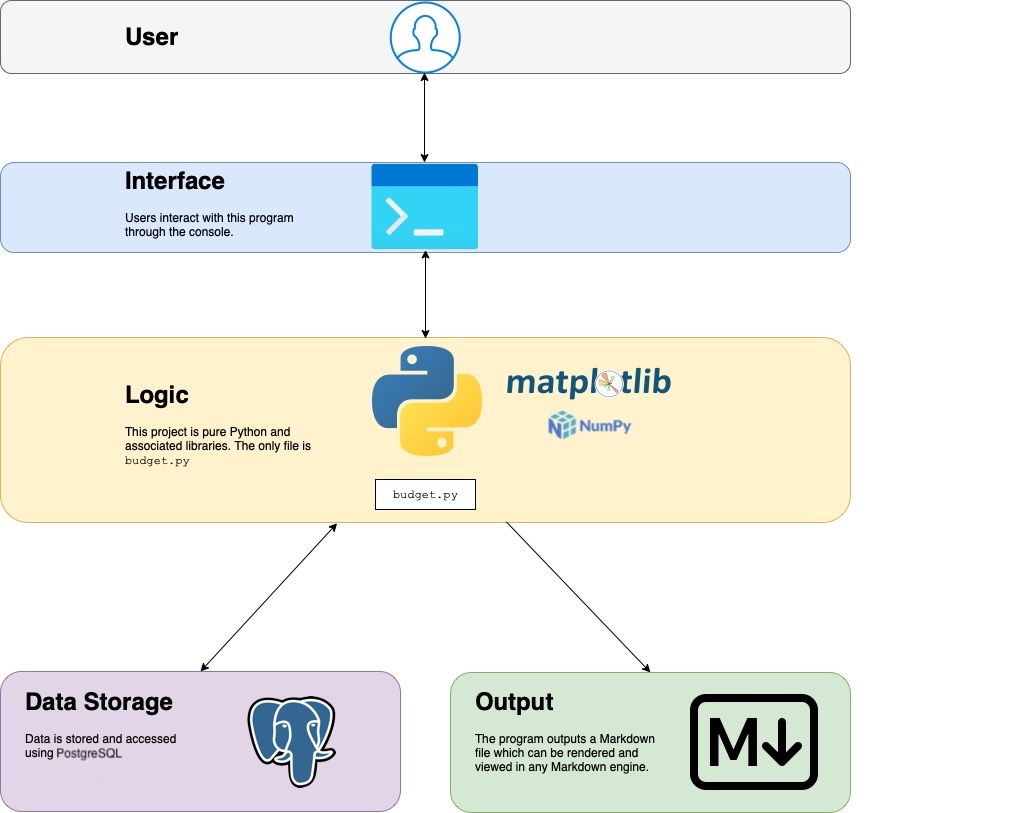 User
Interface
Users interact with this program
through the console.
>_
Logic
This project is pure Python and
associated libraries. The only file is
budget.py
matplotlib
NumPy
budget.py
Data Storage
Data is stored and accessed
using PostgreSQL
Output
The program outputs a Markdown
file which can be rendered and
viewed in any Markdown engine.
M